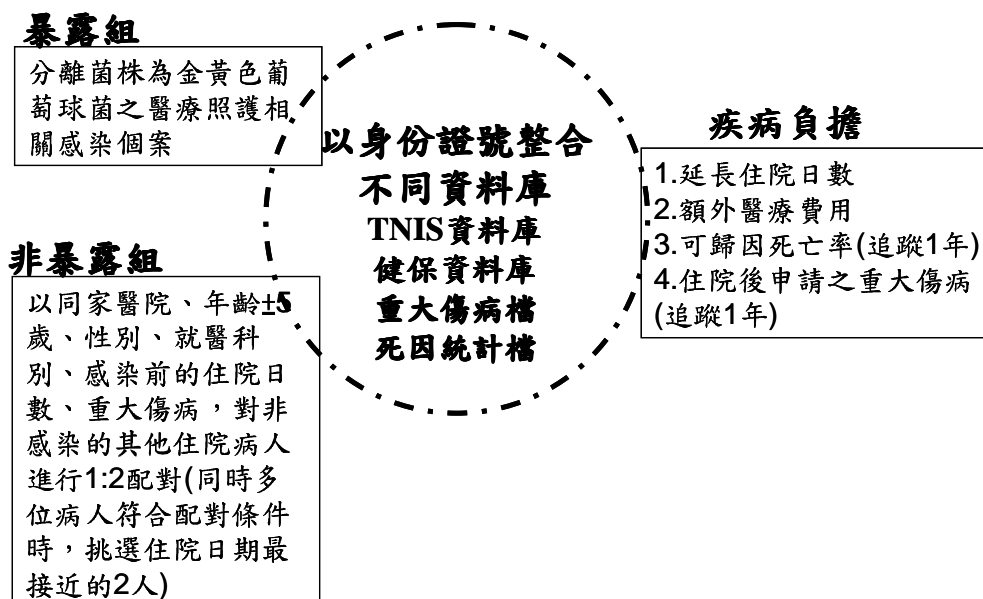 暴露組
分離菌株為金黃色葡
萄球菌之醫療照護相
關感染個案
非暴露組
以同家醫院、年齡±5
歲、性別、就醫科
別、感染前的住院日
數、重大傷病，對非
感染的其他住院病人
進行1:2配對(同時多
位病人符合配對條件
時，挑選住院日期最
接近的2人)
以身份證號整合
不同資料庫
TNIS資料庫
健保資料庫
重大傷病檔
死因統計檔
疾病負擔
1.延長住院日數
2.額外醫療費用
3.可歸因死亡率(追蹤1年)
4.住院後申請之重大傷病
(追蹤1年)